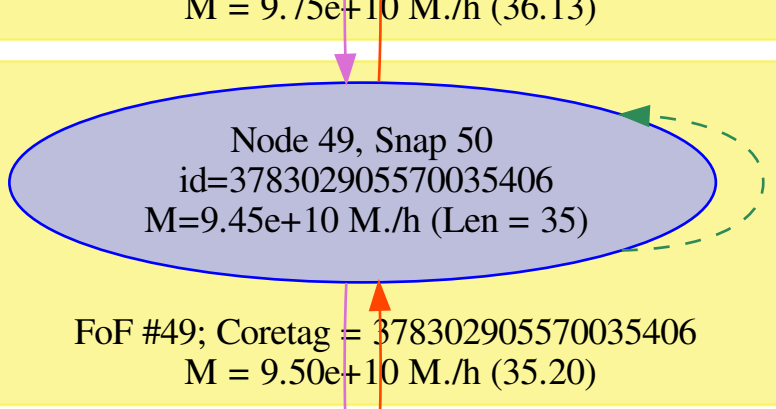 M = 9.75e+10 M./h (36.13)
Node 49, Snap 50
id=378302905570035406
M=9.45e+10 M./h (Len = 35)
FoF #49; Coretag = 378302905570035406
M = 9.50e+10 M./h (35.20)